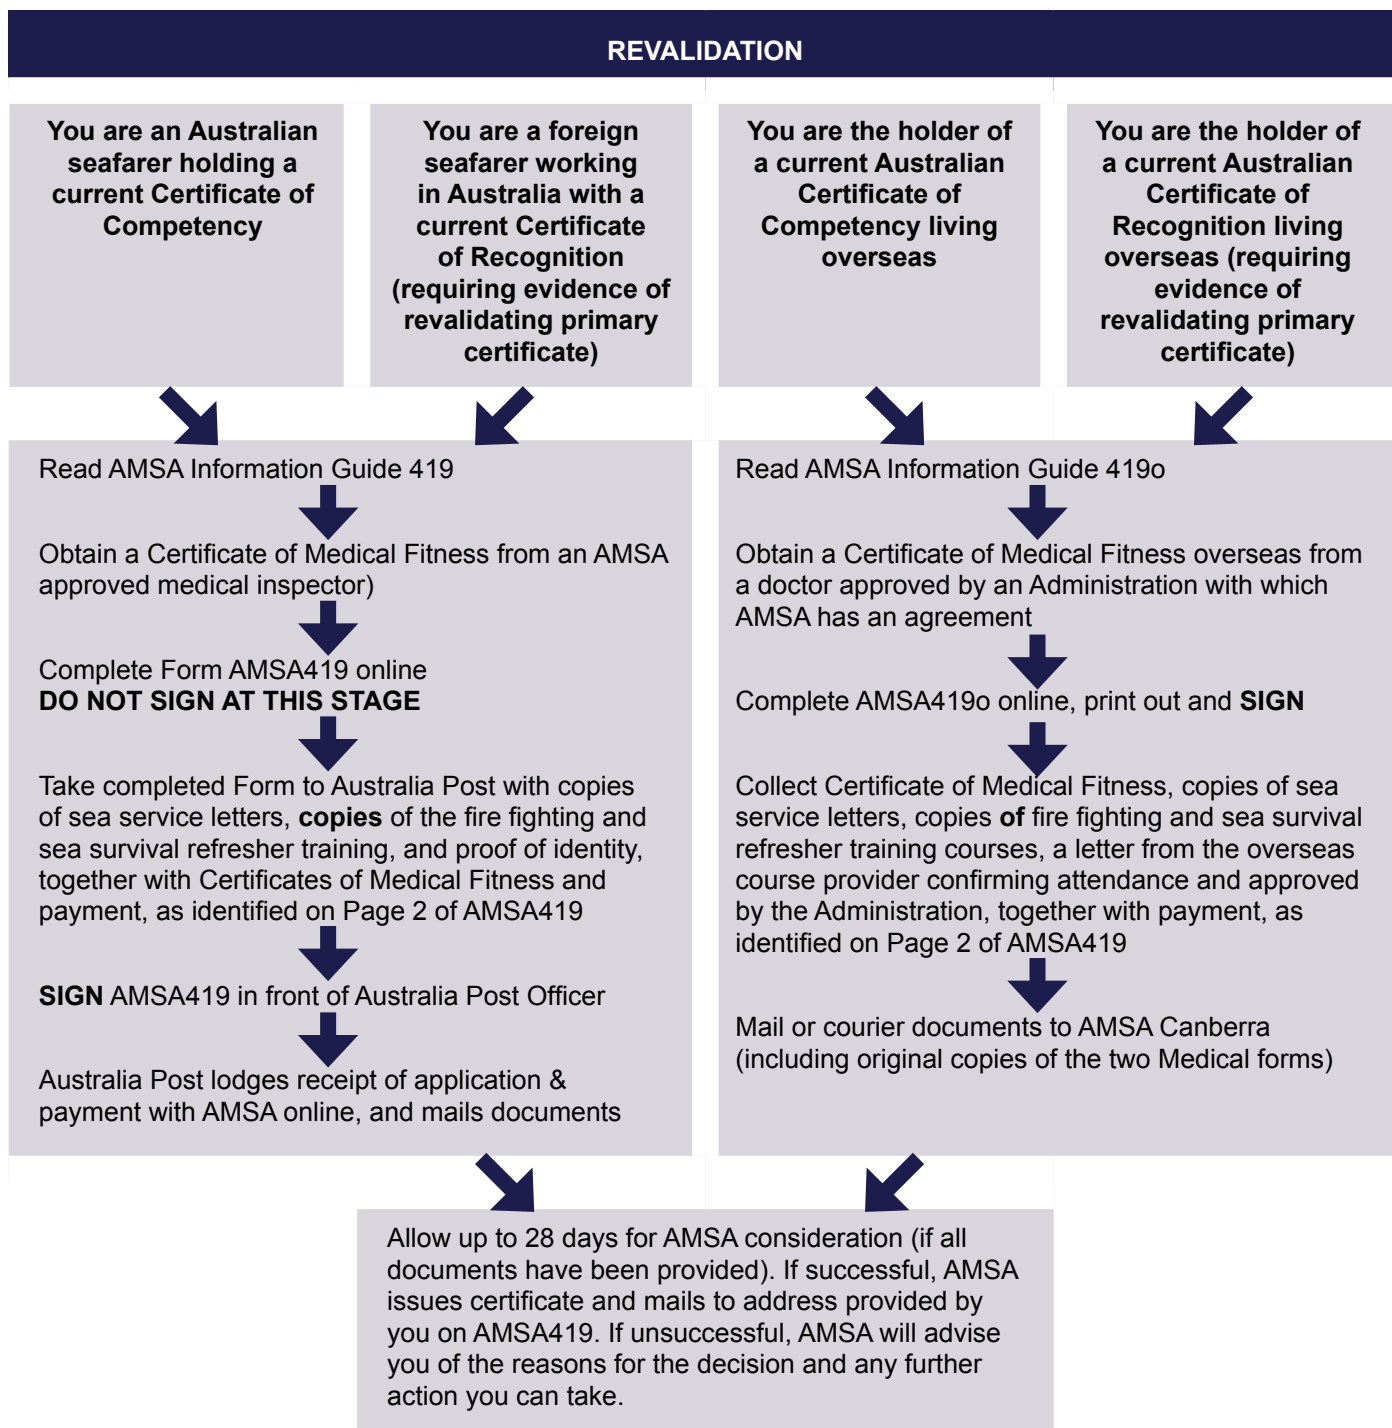 REVALIDATION
You are an Australian
seafarer holding a
current Certificate of
Competency
You are a foreign
seafarer working
in Australia with a
current Certificate
of Recognition
(requiring evidence of
revalidating primary
certificate)
You are the holder of
a current Australian
Certificate of
Competency living
overseas
You are the holder of
a current Australian
Certificate of
Recognition living
overseas (requiring
evidence of
revalidating primary
certificate)
Read AMSA Information Guide 419
Obtain a Certificate of Medical Fitness from an AMSA
approved medical inspector)
Complete Form AMSA419 online
DO NOT SIGN AT THIS STAGE
Take completed Form to Australia Post with copies
of sea service letters, copies of the fire fighting and
sea survival refresher training, and proof of identity,
together with Certificates of Medical Fitness and
payment, as identified on Page 2 of AMSA419
SIGN AMSA419 in front of Australia Post Officer
Australia Post lodges receipt of application &
payment with AMSA online, and mails documents
Read AMSA Information Guide 419o
Obtain a Certificate of Medical Fitness overseas from
a doctor approved by an Administration with which
AMSA has an agreement
Complete AMSA419o online, print out and SIGN
Collect Certificate of Medical Fitness, copies of sea
service letters, copies of fire fighting and sea survival
refresher training courses, a letter from the overseas
course provider confirming attendance and approved
by the Administration, together with payment, as
identified on Page 2 of AMSA419
Mail or courier documents to AMSA Canberra
(including original copies of the two Medical forms)
Allow up to 28 days for AMSA consideration (if all
documents have been provided). If successful, AMSA
issues certificate and mails to address provided by
you on AMSA419. If unsuccessful, AMSA will advise
you of the reasons for the decision and any further
action you can take.